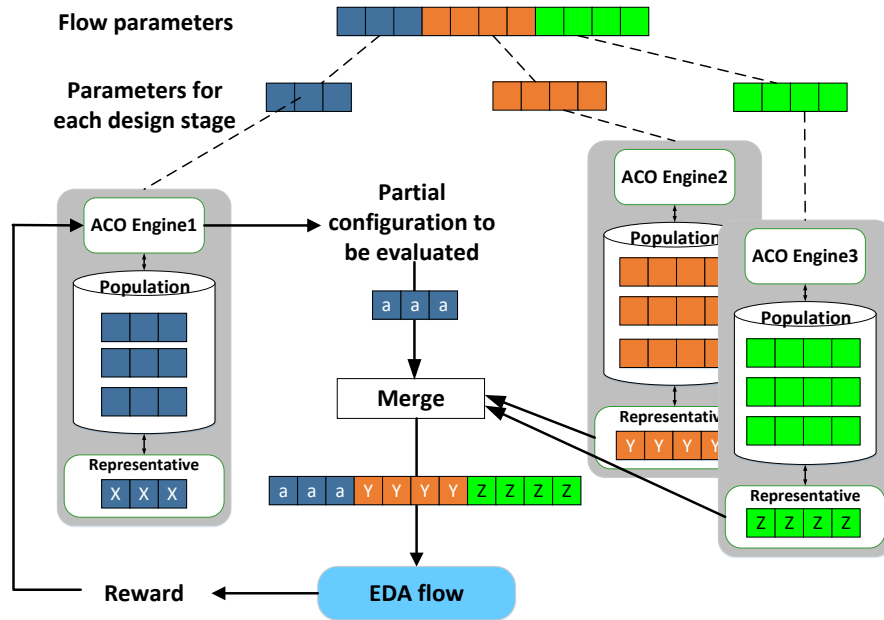 Flow parameters
Parameters for
each design stage
ACO Engine1
Population
Representative
X X X
Partial
configuration to
be evaluated
a a a
Merge
a a a Y Y Y Y Z Z Z Z
EDA flow
Reward
ACO Engine2
Population
Representative
Y Y Y Y
ACO Engine3
Population
Representative
Z Z Z Z